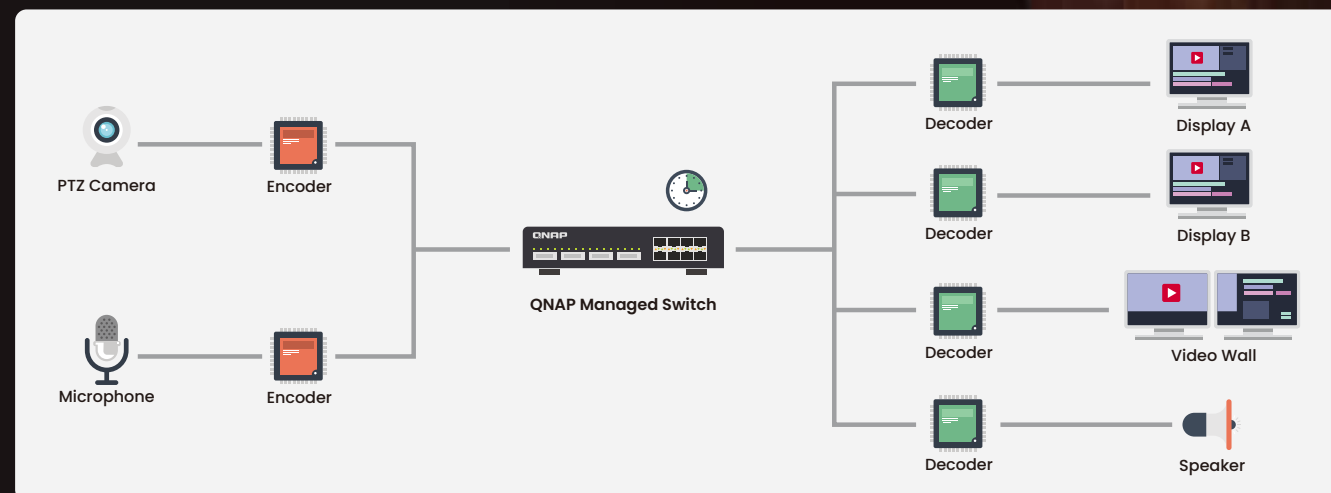 PTZ Camera
Encoder
Microphone
Encoder
QNAP
QNAP Managed Switch
Decoder
Display A
Decoder
Display B
Decoder
Video Wall
Decoder
Speaker